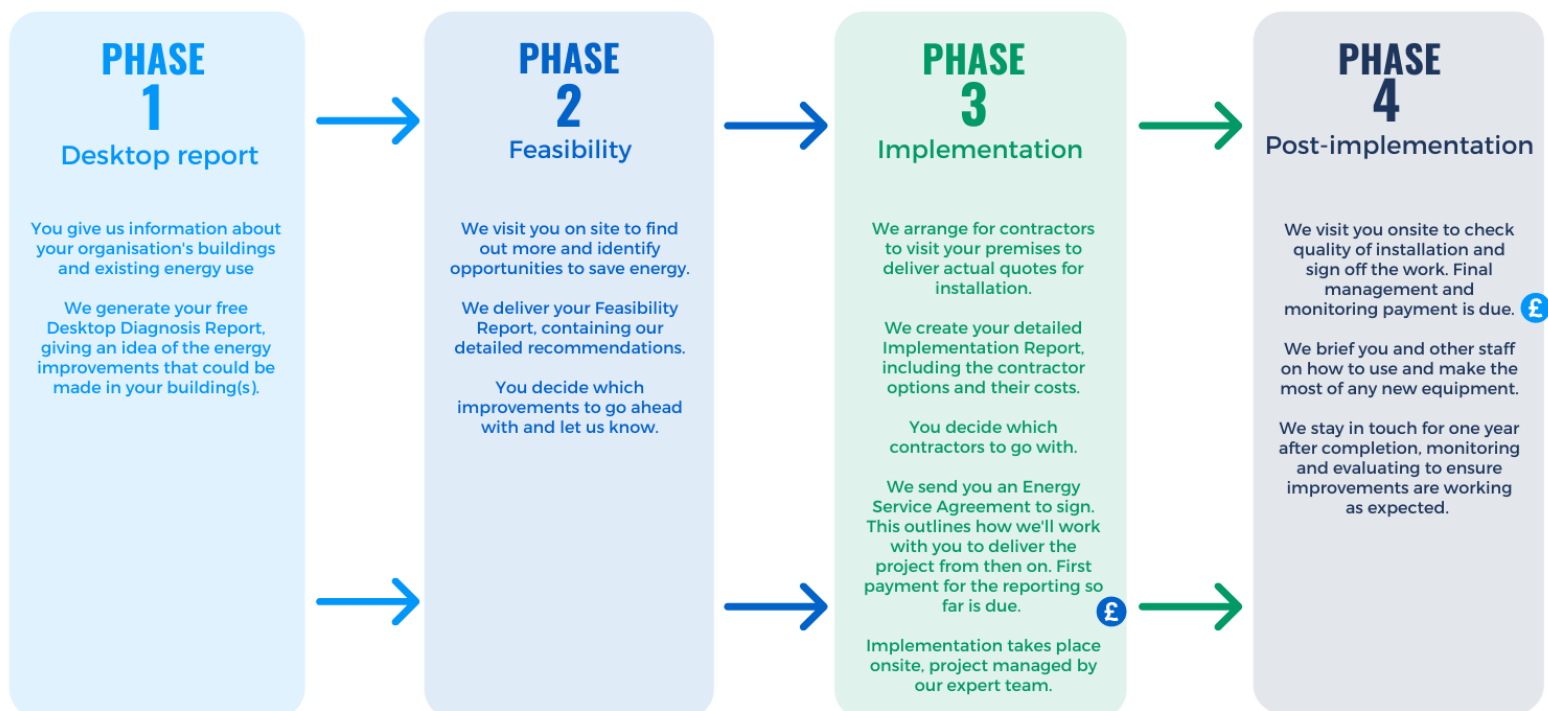 PHASE
1
Desktop report
You give us information about
your organisation's buildings
and existing energy use
We generate your free
Desktop Diagnosis Report,
giving an idea of the energy
improvements that could be
made in your building(s).
PHASE
2
Feasibility
We visit you on site to find
out more and identify
opportunities to save energy.
We deliver your Feasibility
Report, containing our
detailed recommendations.
You decide which
improvements to go ahead
with and let us know.
PHASE
3
Implementation
We arrange for contractors
to visit your premises to
deliver actual quotes for
installation.
We create your detailed
Implementation Report,
including the contractor
options and their costs.
You decide which
contractors to go with.
We send you an Energy
Service Agreement to sign.
This outlines how we'll work
with you to deliver the
project from then on. First
payment for the reporting so
far is due.
£
Implementation takes place
onsite, project managed by
our expert team.
PHASE
4
Post-implementation
We visit you onsite to check
quality of installation and
sign off the work. Final
management and
monitoring payment is due. £
We brief you and other staff
on how to use and make the
most of any new equipment.
We stay in touch for one year
after completion, monitoring
and evaluating to ensure
improvements are working
as expected.